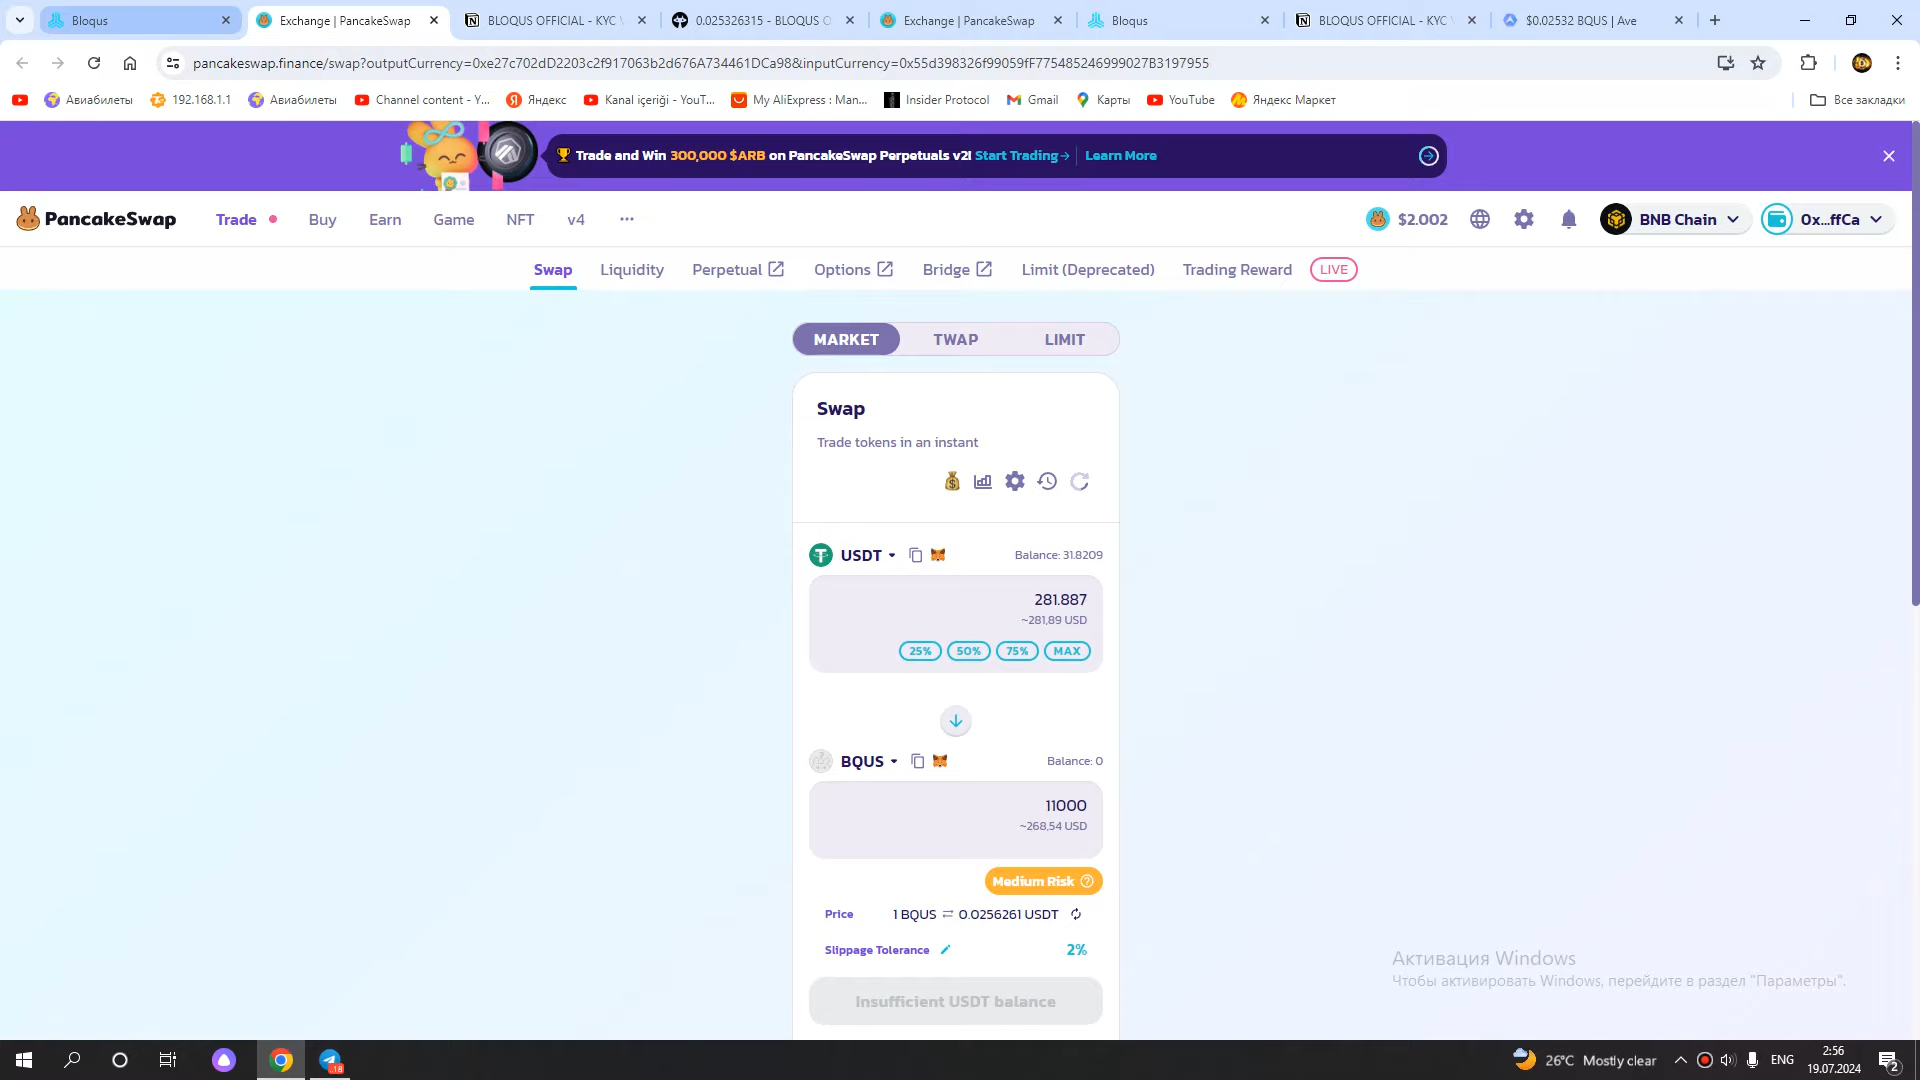 Bloqus
Exchange | PancakeSwap
BLOQUS OFFICIAL - KYC
0.025326315 - BLOQUS O
Exchange | PancakeSwap
Bloqus
BLOQUS OFFICIAL - KYC
$0.02532 BQUS | Ave
pancakeswap.finance/swap?outputCurrency=0xe27c702dD2203c2f917063b2d676A734461DCa98&inputCurrency=0x55d398326f99059fF775485246999027B3197955
Авиабилеты
192.168.1.1
Авиабилеты
Channel content - Y...
Яндекс
Kanal içeriği - YouT...
My AliExpress : Man...
Insider Protocol
Gmail
Карты
YouTube
Яндекс Маркет
Все закладки
Trade and Win 300,000 $ARB on PancakeSwap Perpetuals v2! Start Trading→ Learn More
PancakeSwap
Trade
Buy
Earn
Game
NFT
v4
$2.002
BNB Chain
0x...ffCa
Swap
Liquidity
Perpetual
Options
Bridge
Limit (Deprecated)
Trading Reward
LIVE
MARKET
TWAP
LIMIT
Swap
Trade tokens in an instant
USDT
Balance: 31.8209
281.887
~281,89 USD
25%
50%
75%
MAX
BQUS
Balance: 0
11000
~268,54 USD
Medium Risk
Price 1 BQUS ⇄ 0.0256261 USDT
Slippage Tolerance 2%
Insufficient USDT balance
Активация Windows
Чтобы активировать Windows, перейдите в раздел "Параметры".
18
26°C Mostly clear
ENG
2:56
19.07.2024
2